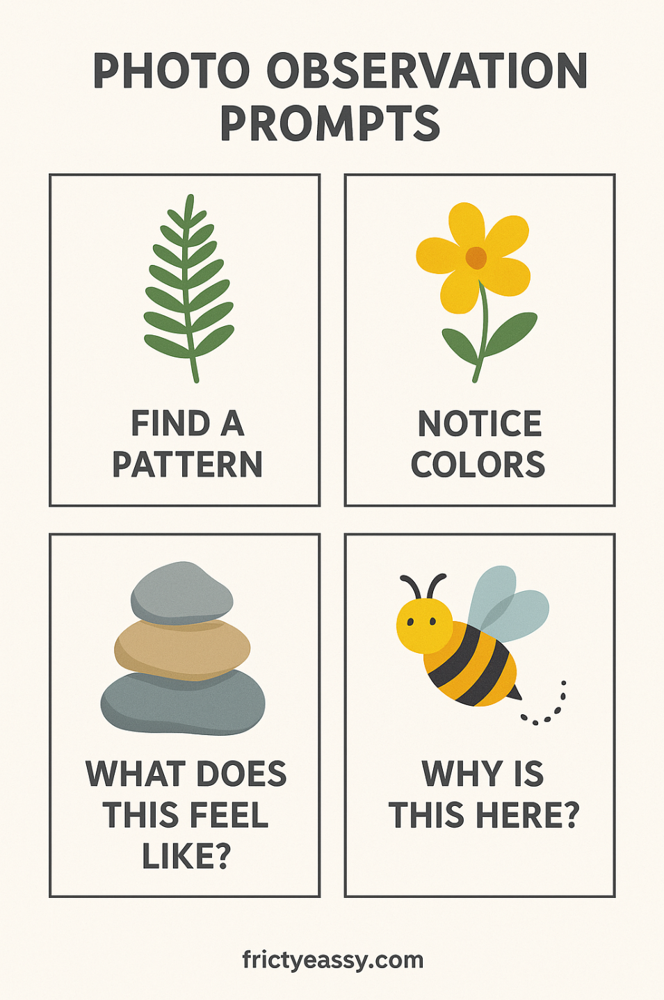 PHOTO OBSERVATION
PROMPTS
FIND A
PATTERN
NOTICE
COLORS
WHAT DOES
THIS FEEL
LIKE?
WHY IS
THIS HERE?
frictyeassy.com